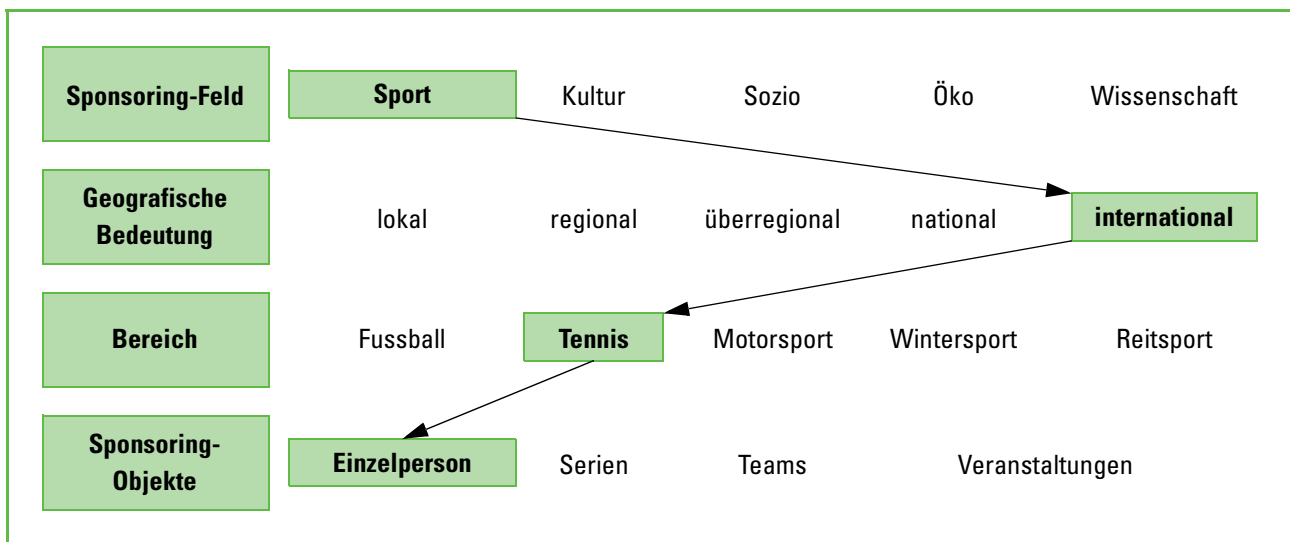 Sponsoring-Feld Sport Kultur Sozio Öko Wissenschaft
Geografische
Bedeutung
lokal regional überregional national international
Bereich Fussball Tennis Motorsport Wintersport Reitsport
Sponsoring-
Objekte
Einzelperson Serien Teams Veranstaltungen